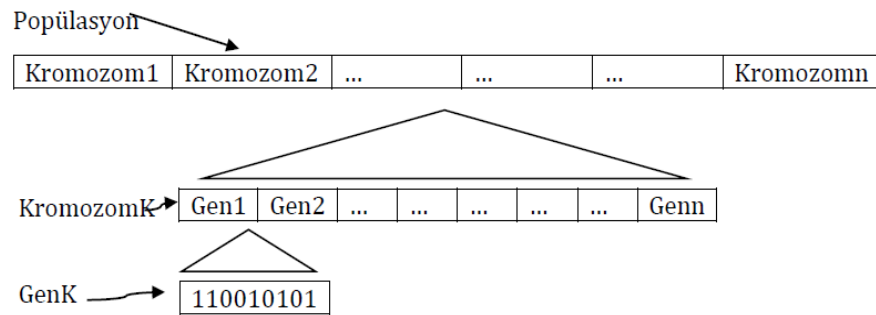 Popülasyon
Kromozom1 Kromozom2 ... ... ... Kromozomn
KromozomK Gen1 Gen2 ... ... ... ... ... Genn
GenK 110010101